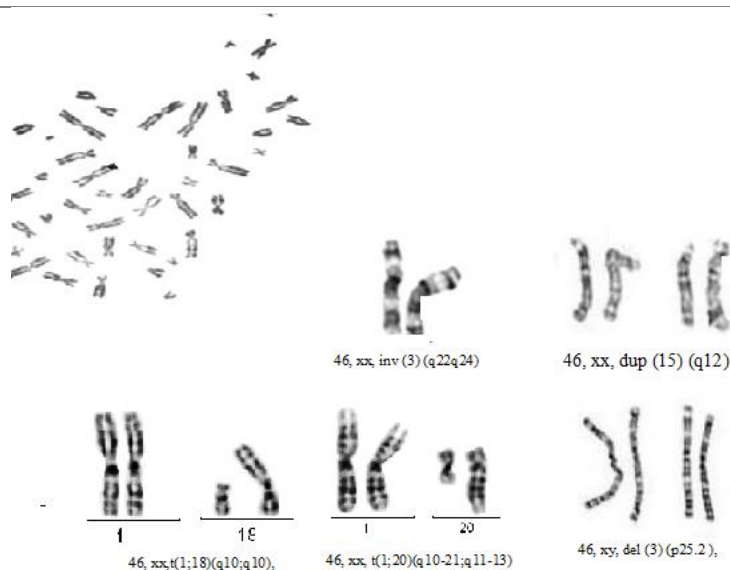 46, xx, inv (3) (q22q24)
46, xx, dup (15) (q12)
1
18
1
20
46, xx,t(1;18)(q10;q10),
46, xx, t(1;20)(q10-21;q11-13)
46, xy, del (3) (p25.2),